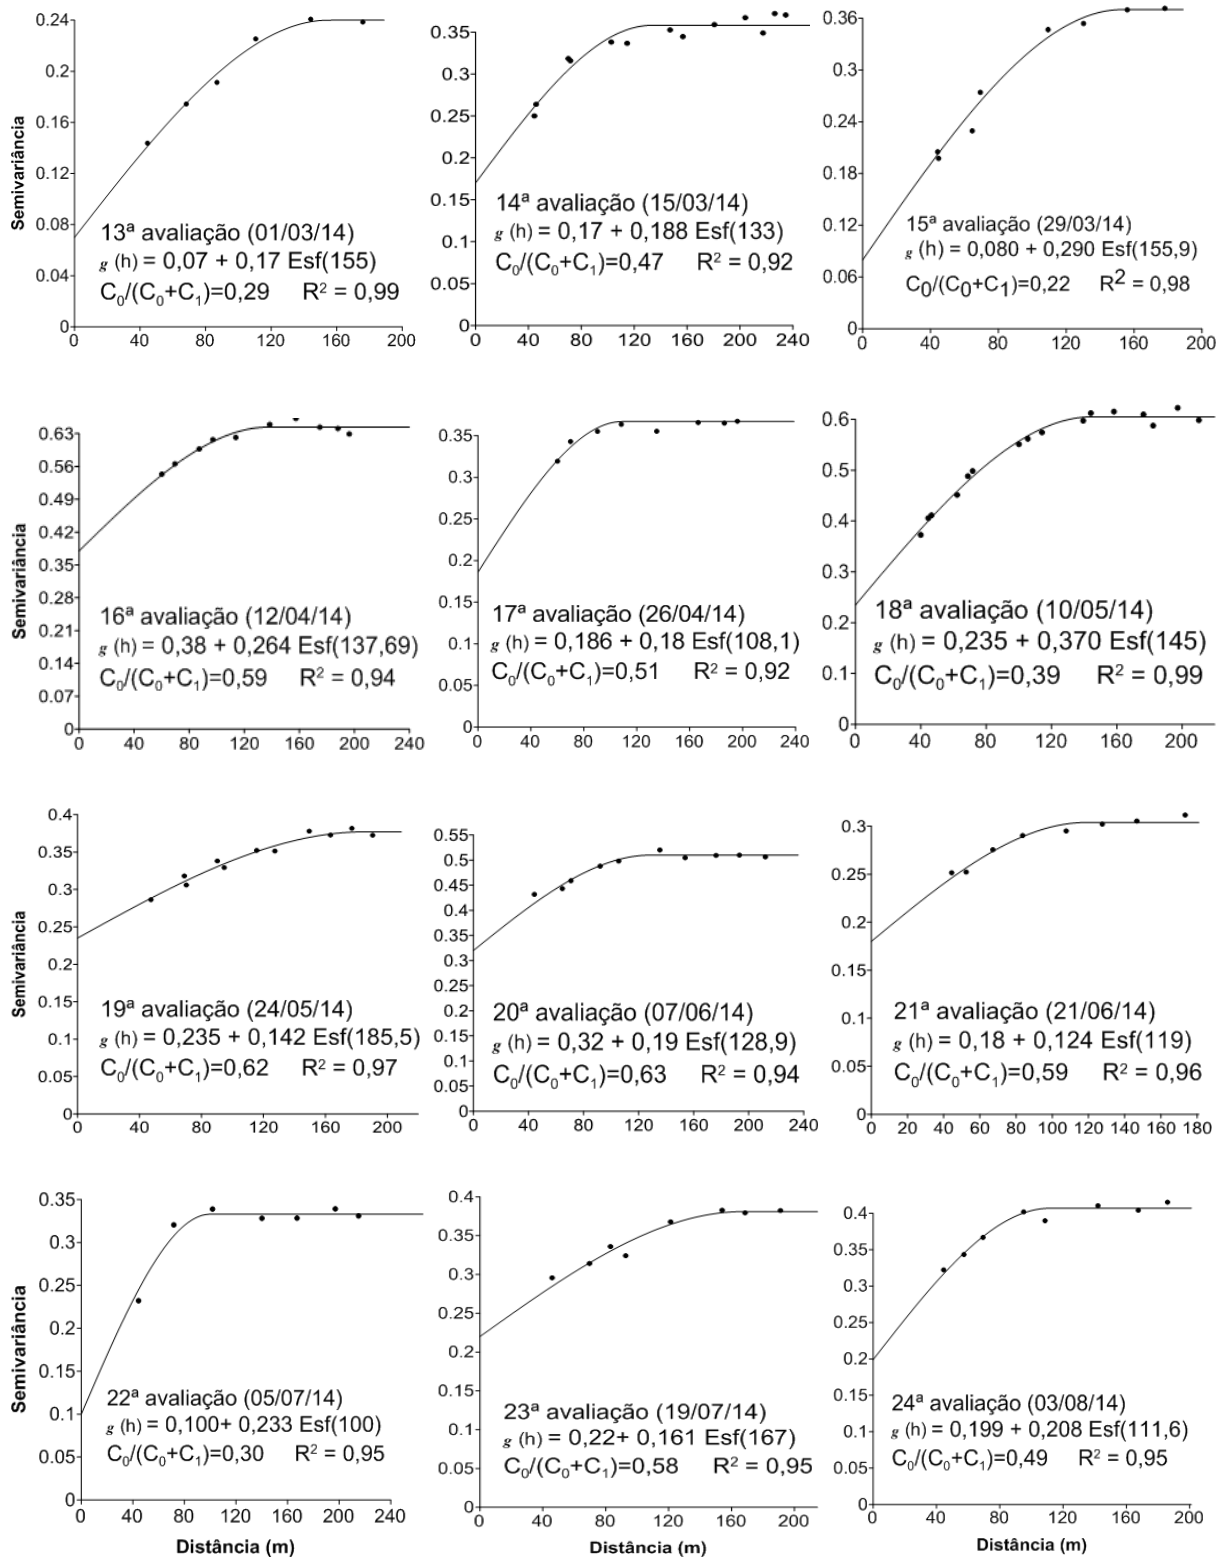 Semivariância
0.24
0.2
0.16
0.12
0.08
0.04
0
13ª avaliação (01/03/14)
g (h) = 0,07 + 0,17 Esf(155)
C₀/(C₀+C₁)=0,29 R² = 0,99
0 40 80 120 160 200
0.35
0.3
0.25
0.2
0.15
0.1
0.05
0
14ª avaliação (15/03/14)
g (h) = 0,17 + 0,188 Esf(133)
C₀/(C₀+C₁)=0,47 R² = 0,92
0 40 80 120 160 200 240
0.36
0.3
0.24
0.18
0.12
0.06
0
15ª avaliação (29/03/14)
g (h) = 0,080 + 0,290 Esf(155,9)
C0/(C0+C1)=0,22 R² = 0,98
0 40 80 120 160 200
Semivariância
0.63
0.56
0.49
0.42
0.35
0.28
0.21
0.14
0.07
0
16ª avaliação (12/04/14)
g (h) = 0,38 + 0,264 Esf(137,69)
C₀/(C₀+C₁)=0,59 R² = 0,94
0 40 80 120 160 200 240
0.35
0.3
0.25
0.2
0.15
0.1
0.05
0
17ª avaliação (26/04/14)
g (h) = 0,186 + 0,18 Esf(108,1)
C₀/(C₀+C₁)=0,51 R² = 0,92
0 40 80 120 160 200 240
0.6
0.5
0.4
0.3
0.2
0.1
0
18ª avaliação (10/05/14)
g (h) = 0,235 + 0,370 Esf(145)
C₀/(C₀+C₁)=0,39 R² = 0,99
0 40 80 120 160 200
Semivariância
0.4
0.35
0.3
0.25
0.2
0.15
0.1
0.05
0
19ª avaliação (24/05/14)
g (h) = 0,235 + 0,142 Esf(185,5)
C₀/(C₀+C₁)=0,62 R² = 0,97
0 40 80 120 160 200
0.55
0.5
0.45
0.4
0.35
0.3
0.25
0.2
0.15
0.1
0.05
0
20ª avaliação (07/06/14)
g (h) = 0,32 + 0,19 Esf(128,9)
C₀/(C₀+C₁)=0,63 R² = 0,94
0 40 80 120 160 200 240
0.3
0.25
0.2
0.15
0.1
0.05
0
21ª avaliação (21/06/14)
g (h) = 0,18 + 0,124 Esf(119)
C₀/(C₀+C₁)=0,59 R² = 0,96
0 20 40 60 80 100 120 140 160 180
Semivariância
0.35
0.3
0.25
0.2
0.15
0.1
0.05
0
22ª avaliação (05/07/14)
g (h) = 0,100+ 0,233 Esf(100)
C₀/(C₀+C₁)=0,30 R² = 0,95
0 40 80 120 160 200 240
Distância (m)
0.4
0.35
0.3
0.25
0.2
0.15
0.1
0.05
0
23ª avaliação (19/07/14)
g (h) = 0,22+ 0,161 Esf(167)
C₀/(C₀+C₁)=0,58 R² = 0,95
0 40 80 120 160 200
Distância (m)
0.4
0.35
0.3
0.25
0.2
0.15
0.1
0.05
0
24ª avaliação (03/08/14)
g (h) = 0,199 + 0,208 Esf(111,6)
C₀/(C₀+C₁)=0,49 R² = 0,95
0 40 80 120 160 200
Distância (m)